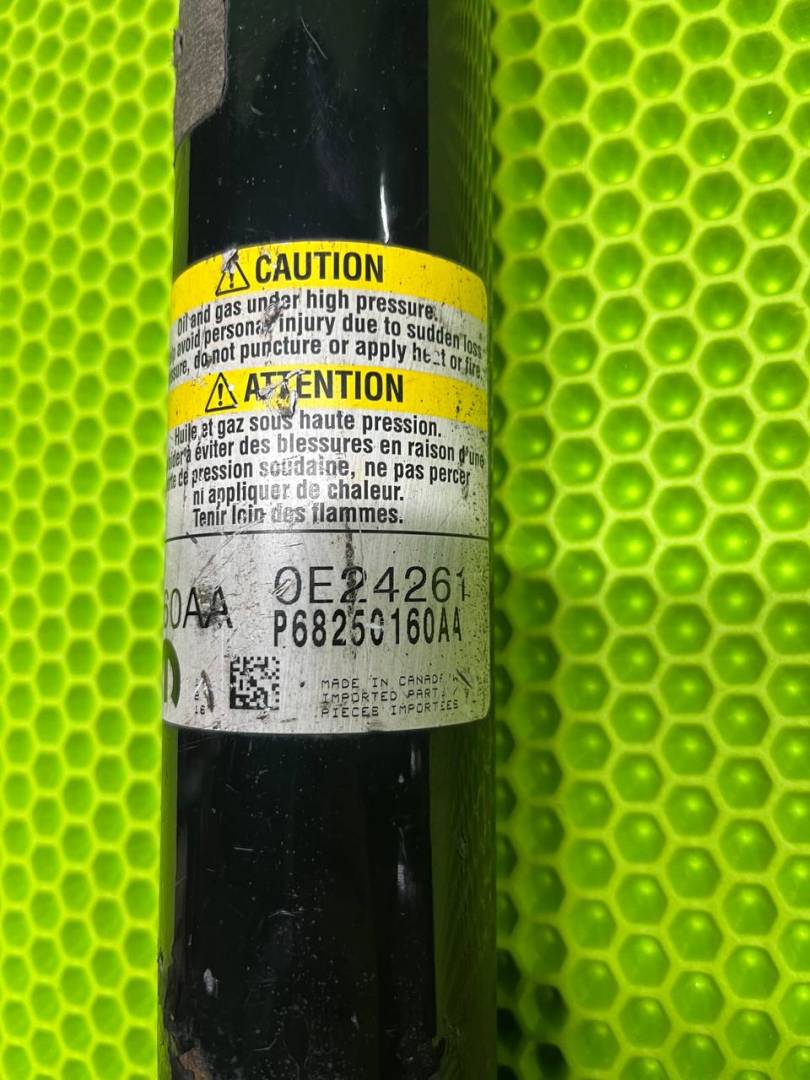 CAUTION
Oil and gas under high pressure.
avoid personal injury due to sudden loss
do not puncture or apply heat or fire.
ATTENTION
Huile et gaz sous haute pression.
à éviter des blessures en raison d'une
de pression soudaine, ne pas percer
ni appliquer de chaleur.
Tenir loin des flammes.
60AA 0E24261
P68250160AA
MADE IN CANADA
IMPORTED PART
PIECES IMPORTEES